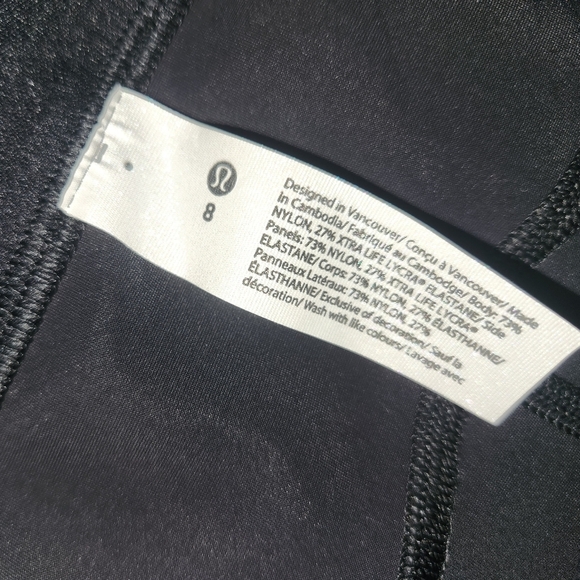 8
Designed in Vancouver/ Conçu à Vancouver/ Made
in Cambodia/ Fabriqué au Cambodge/ Body: 73%
NYLON, 27% XTRA LIFE LYCRA® ELASTANE/ Side
Panels: 73% NYLON, 27% XTRA LIFE LYCRA®
ELASTANE/ Corps: 73% NYLON, 27% ELASTHANNE/
Panneaux Latéraux: 73% NYLON, 27%
ÉLASTHANNE/ Exclusive of decoration/ Sauf la
décoration/ Wash with like colours/ Lavage avec